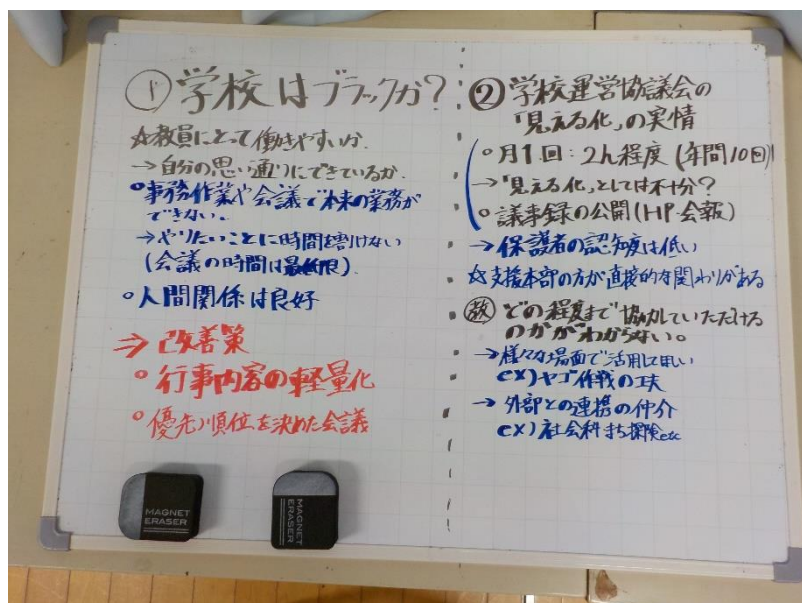 ①学校はブラックか？
☆教員にとって働きやすいか.
→自分の思い通りにできているか.
○事務作業や会議で本来の業務が
できない。
→やりたいことに時間を割けない
(会議の時間は最低限).
○人間関係は良好
⇒改善策
○行事内容の軽量化
○優先順位を決めた会議
②学校運営協議会の
「見える化」の実情
○月1回：2h程度(年間10回)
→「見える化」としては不十分？
○議事録の公開(HP・会報)
→保護者の認知度は低い
☆支援本部の方が直接的な関わりがある
教 どの程度まで協力していただける
のかがわからない。
→様々な場面で活用してほしい
ex)ヤゴ作戦の工夫
→外部との連携の仲介
ex)社会科まち探険etc
MAGNET
ERASER
MAGNET
ERASER